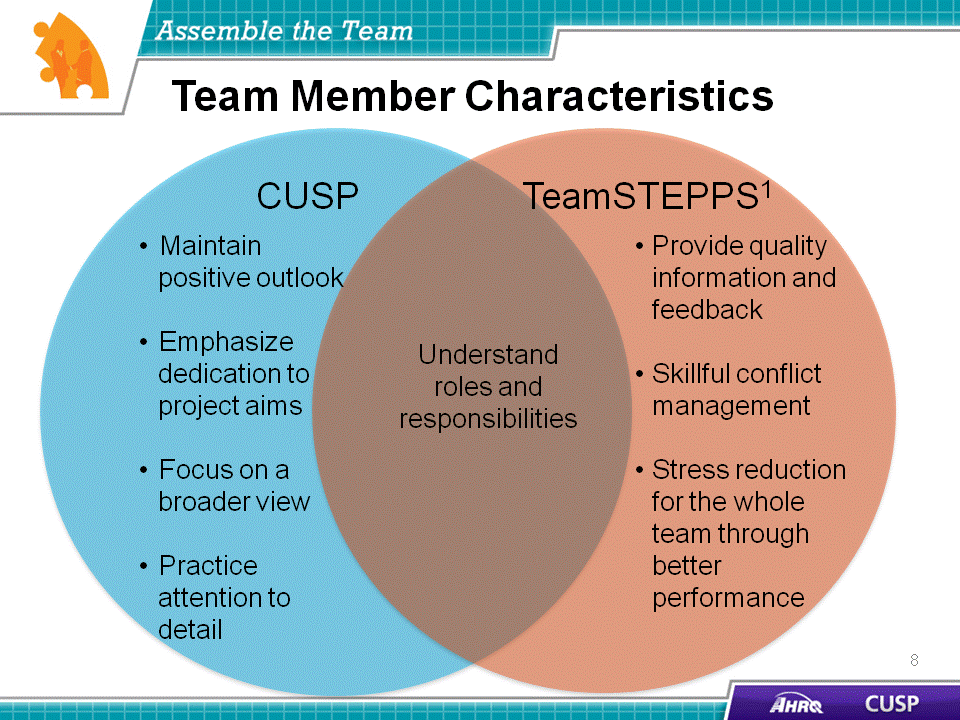 Assemble the Team
Team Member Characteristics
CUSP
• Maintain
positive outlook
• Emphasize
dedication to
project aims
• Focus on a
broader view
• Practice
attention to
detail
Understand
roles and
responsibilities
TeamSTEPPS¹
• Provide quality
information and
feedback
• Skillful conflict
management
• Stress reduction
for the whole
team through
better
performance
8
AHRQ
CUSP